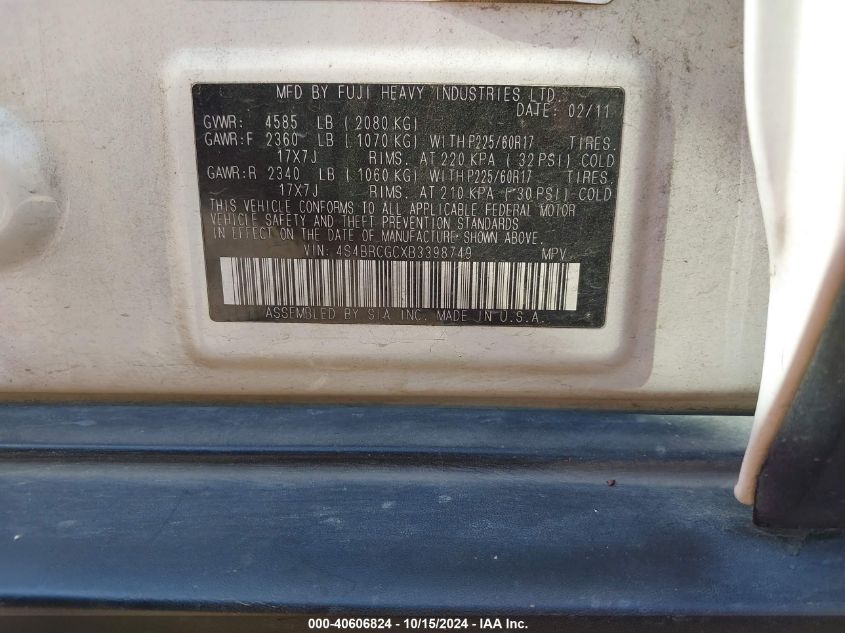 MFD BY FUJI HEAVY INDUSTRIES LTD.
DATE: 02/11
GVWR: 4585 LB ( 2080 KG)
GAWR:F 2360 LB ( 1070 KG) WITH P225/60R17 TIRES.
17X7J RIMS. AT 220 KPA ( 32 PSI) COLD
GAWR:R 2340 LB ( 1060 KG) WITH P225/60R17 TIRES.
17X7J RIMS. AT 210 KPA ( 30 PSI) COLD
THIS VEHICLE CONFORMS TO ALL APPLICABLE FEDERAL MOTOR
VEHICLE SAFETY AND THEFT PREVENTION STANDARDS
IN EFFECT ON THE DATE OF MANUFACTURE SHOWN ABOVE.
VIN: 4S4BRCGCXB3398749 MPV
ASSEMBLED BY SIA INC. MADE IN U.S.A.
000-40606824 - 10/15/2024 - IAA Inc.